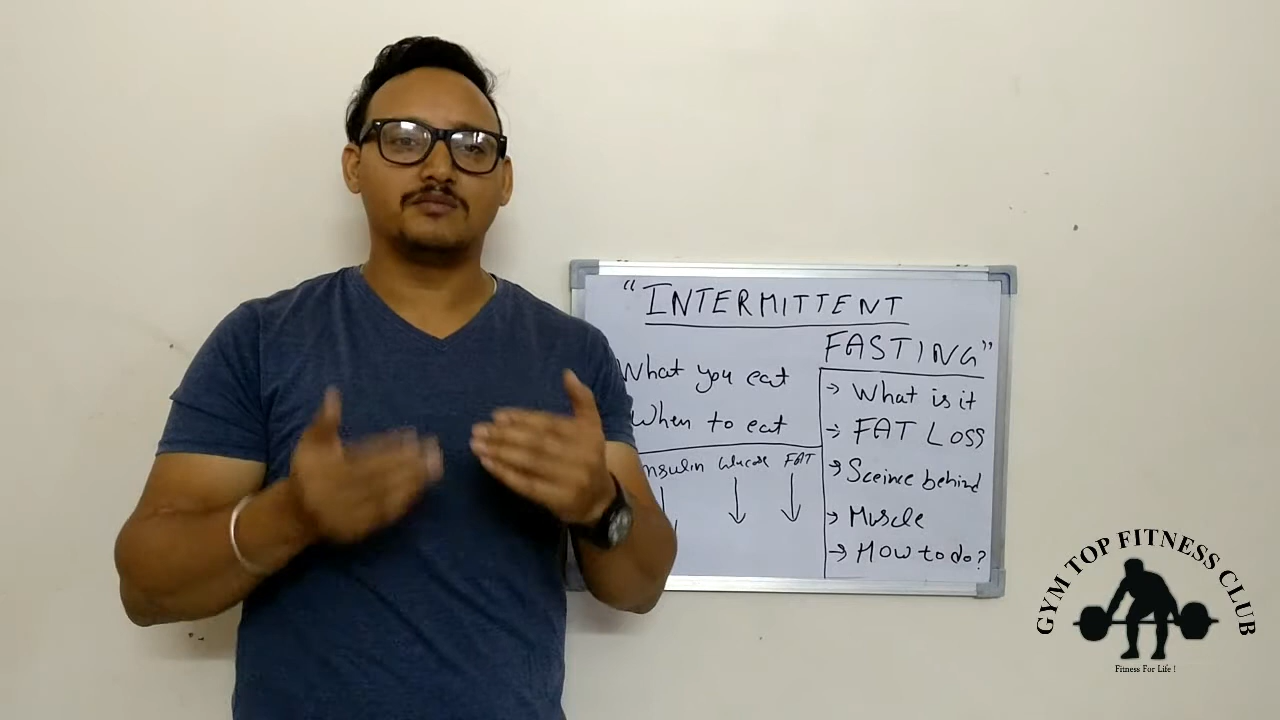 "INTERMITTENT
FASTING"
What you eat
When to eat
Insulin Glucose FAT
→ What is it
→ FAT LOSS
→ Sceince behind
→ Muscle
→ HOW to do?
GYM TOP FITNESS CLUB
Fitness For Life !